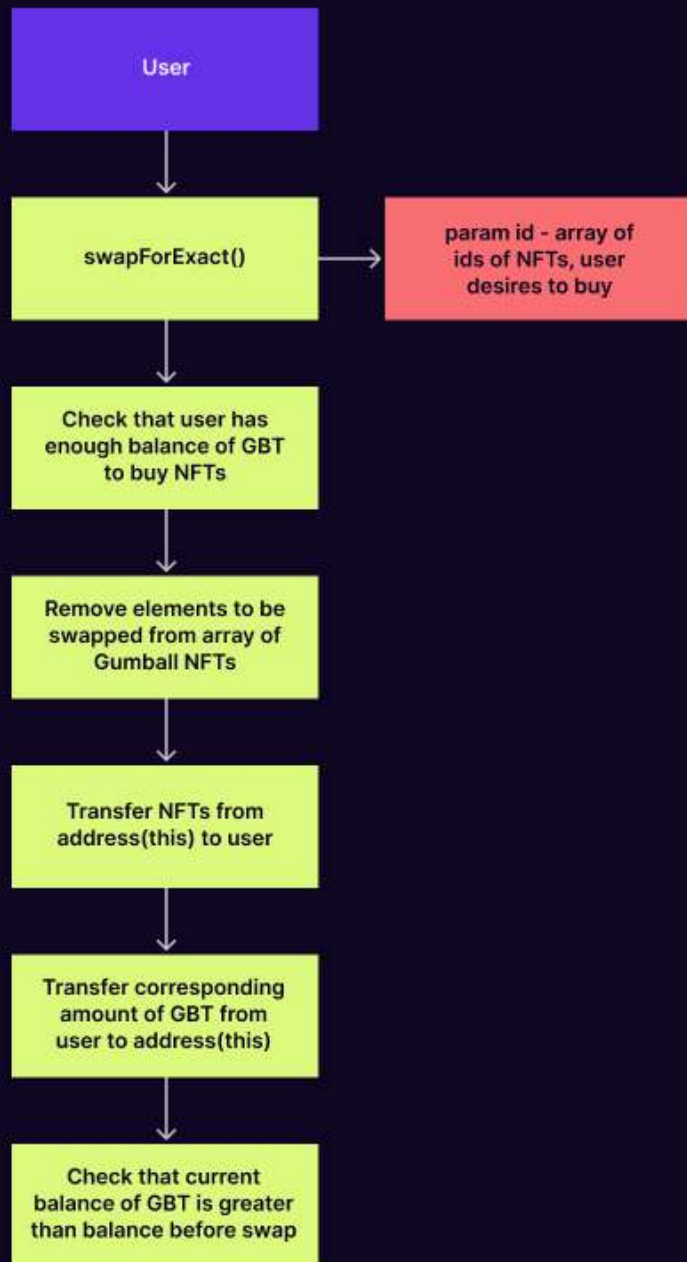 User
swapForExact()
param id - array of
ids of NFTs, user
desires to buy
Check that user has
enough balance of GBT
to buy NFTs
Remove elements to be
swapped from array of
Gumball NFTs
Transfer NFTs from
address(this) to user
Transfer corresponding
amount of GBT from
user to address(this)
Check that current
balance of GBT is greater
than balance before swap